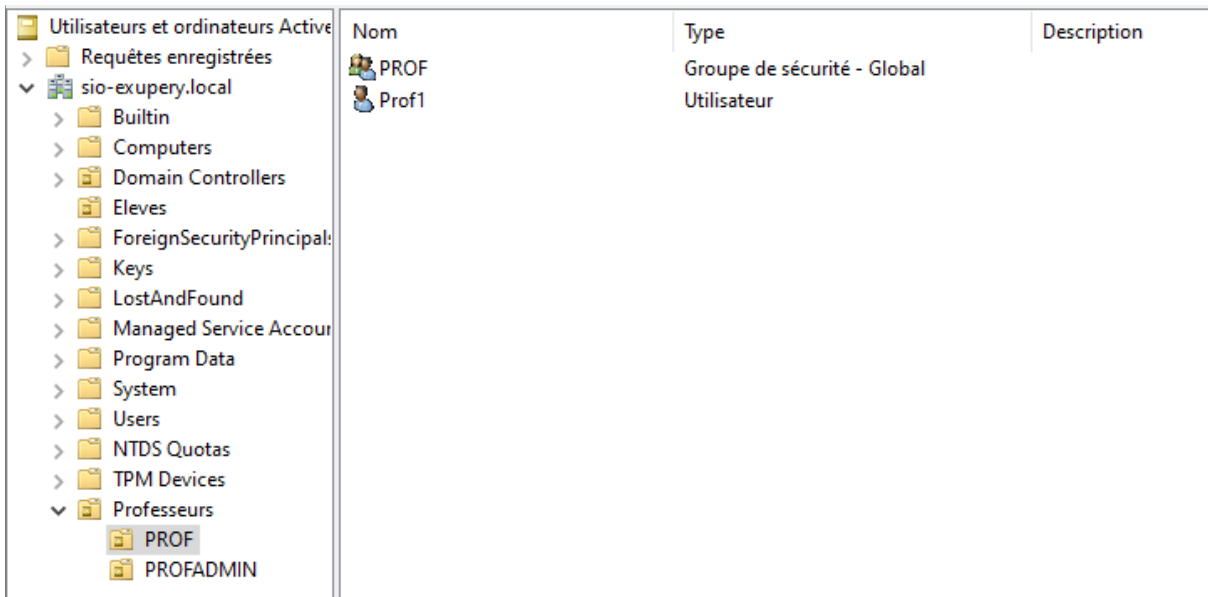 Utilisateurs et ordinateurs Active
Requêtes enregistrées
sio-exupery.local
Builtin
Computers
Domain Controllers
Eleves
ForeignSecurityPrincipals
Keys
LostAndFound
Managed Service Accour
Program Data
System
Users
NTDS Quotas
TPM Devices
Professeurs
PROF
PROFADMIN
Nom Type Description
PROF Groupe de sécurité - Global
Prof1 Utilisateur